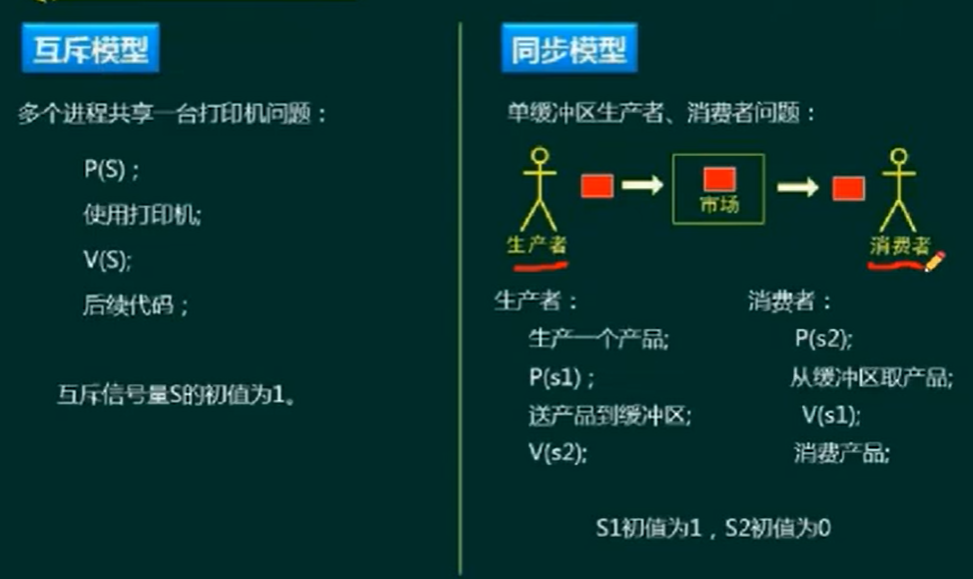 互斥模型
多个进程共享一台打印机问题：
P(S)；
使用打印机;
V(S);
后续代码；
互斥信号量S的初值为1。
同步模型
单缓冲区生产者、消费者问题：
市场
生产者
消费者
生产者：
生产一个产品;
P(s1)；
送产品到缓冲区;
V(s2);
消费者：
P(s2);
从缓冲区取产品;
V(s1);
消费产品;
S1初值为1，S2初值为0